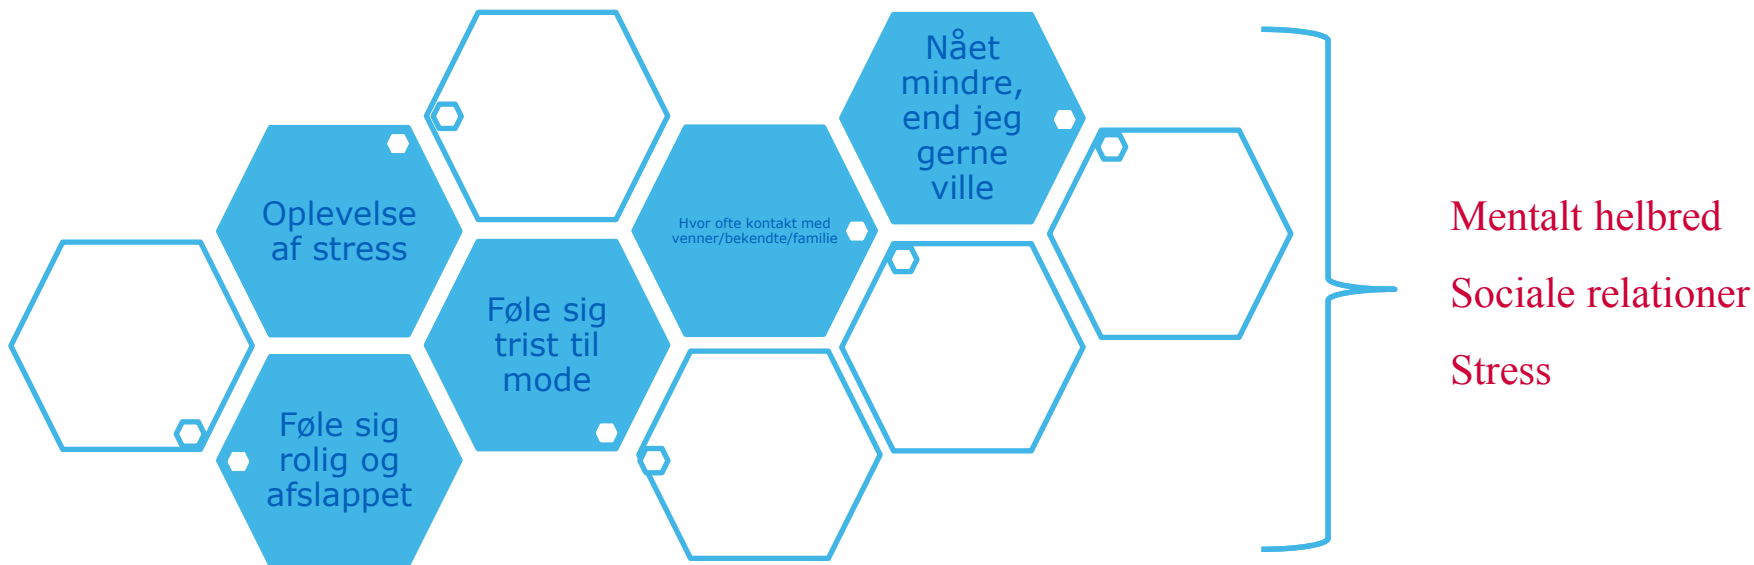 Oplevelse
af stress
Føle sig
rolig og
afslappet
Føle sig
trist til
mode
Hvor ofte kontakt med
venner/bekendte/familie
Nået
mindre,
end jeg
gerne
ville
Mentalt helbred
Sociale relationer
Stress